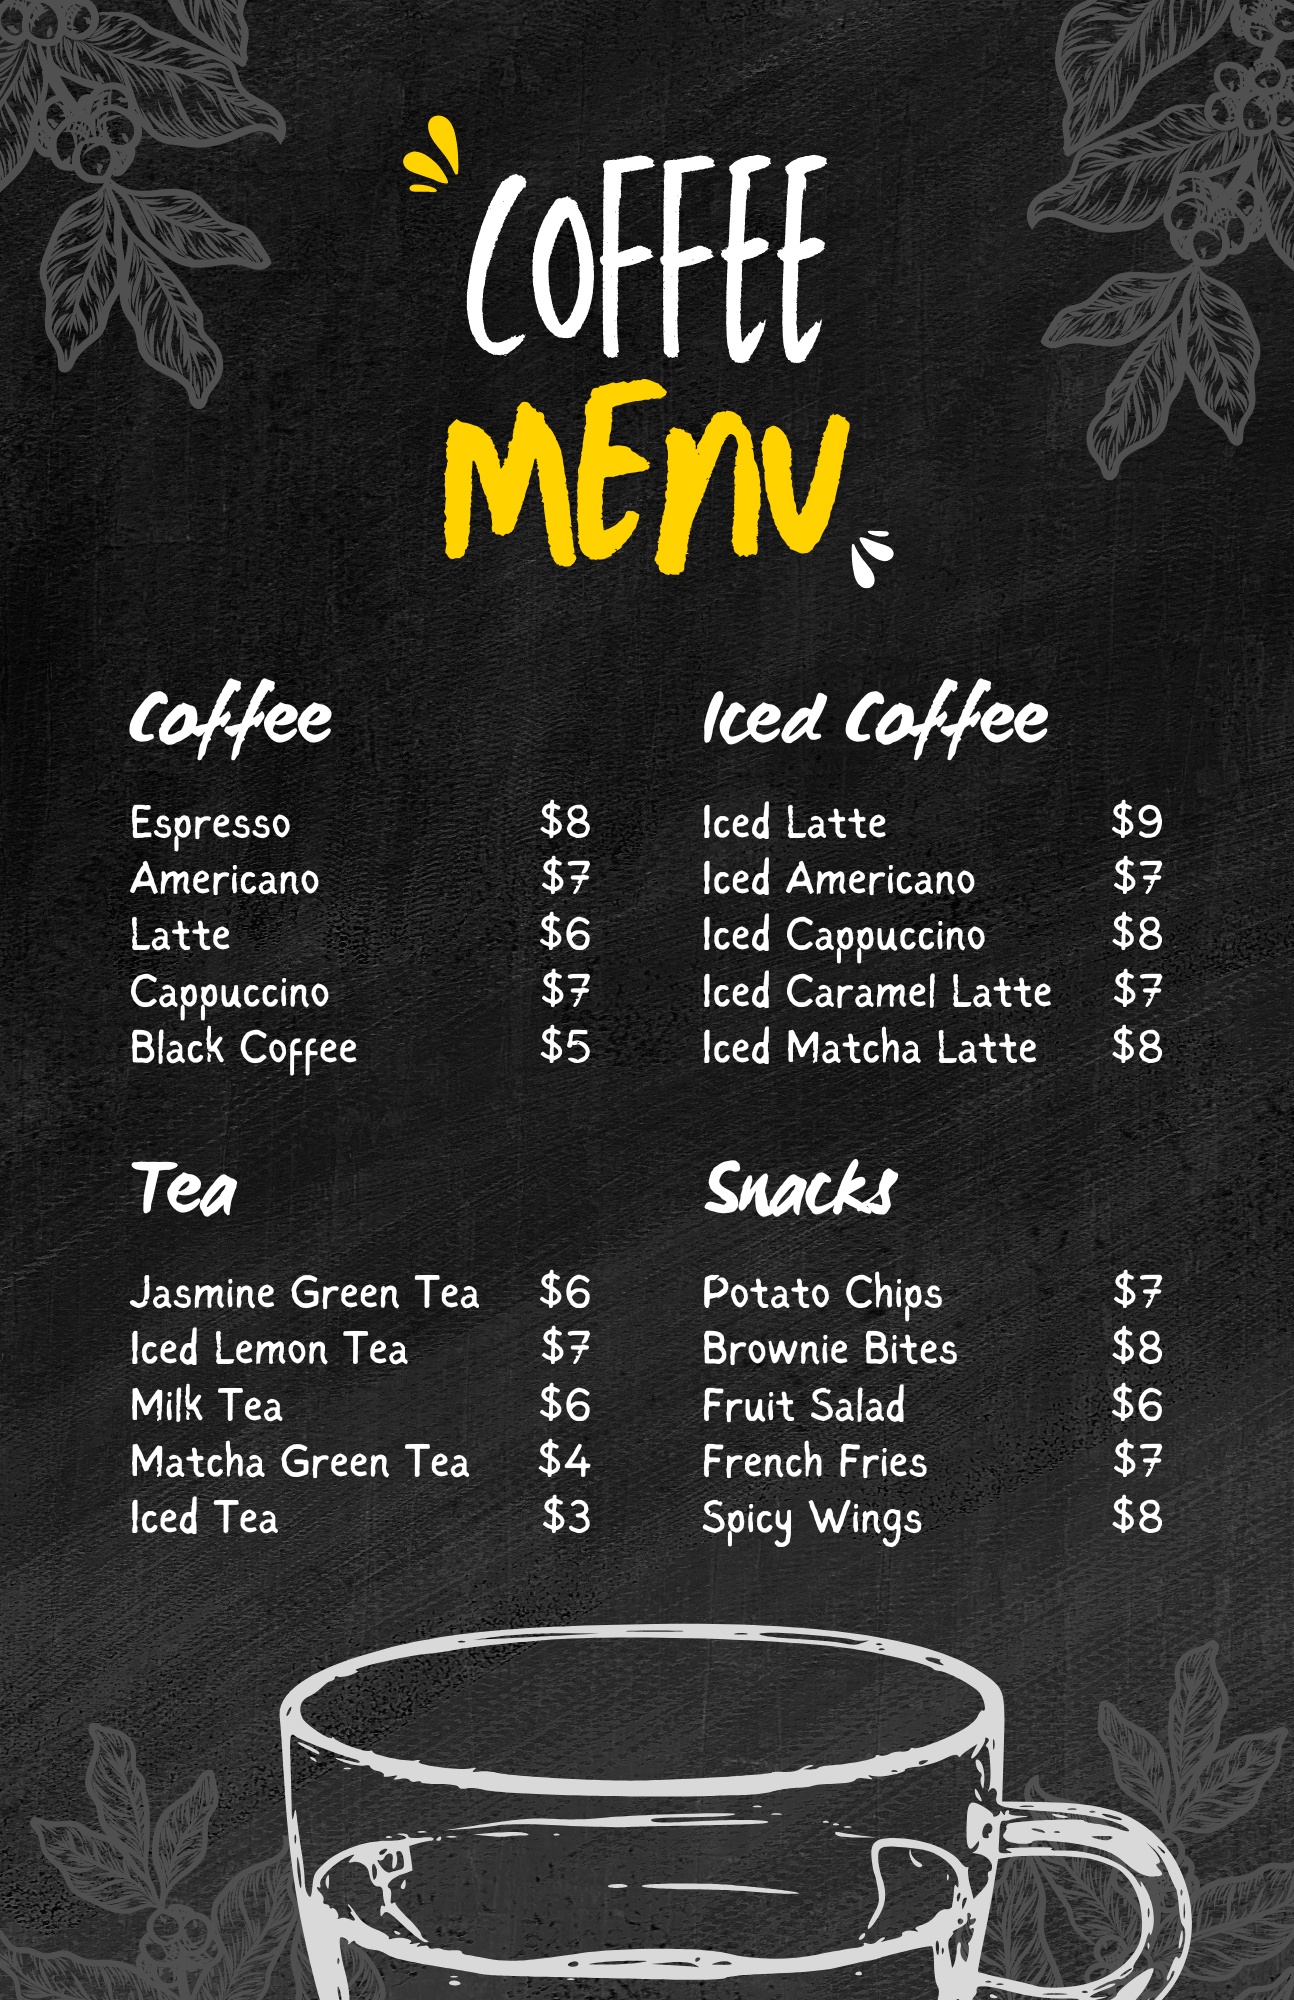 COFFEE
MENU
Coffee
Espresso $8
Americano $7
Latte $6
Cappuccino $7
Black Coffee $5
Iced Coffee
Iced Latte $9
Iced Americano $7
Iced Cappuccino $8
Iced Caramel Latte $7
Iced Matcha Latte $8
Tea
Jasmine Green Tea $6
Iced Lemon Tea $7
Milk Tea $6
Matcha Green Tea $4
Iced Tea $3
Snacks
Potato Chips $7
Brownie Bites $8
Fruit Salad $6
French Fries $7
Spicy Wings $8